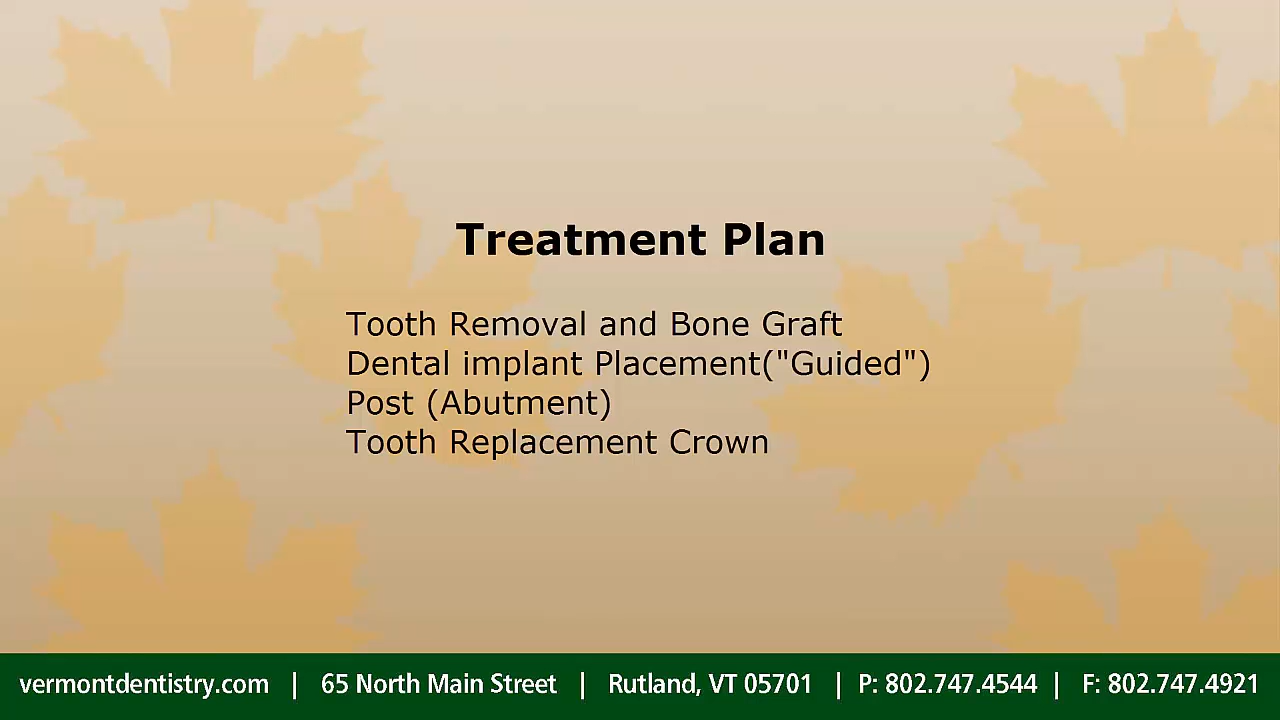 Treatment Plan
Tooth Removal and Bone Graft
Dental implant Placement("Guided")
Post (Abutment)
Tooth Replacement Crown
vermontdentistry.com | 65 North Main Street | Rutland, VT 05701 | P: 802.747.4544 | F: 802.747.4921